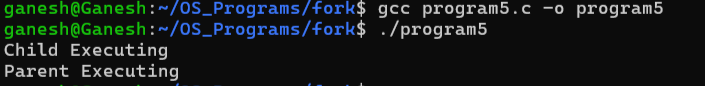 ganesh@Ganesh:~/OS_Programs/fork$ gcc program5.c -o program5
ganesh@Ganesh:~/OS_Programs/fork$ ./program5
Child Executing
Parent Executing